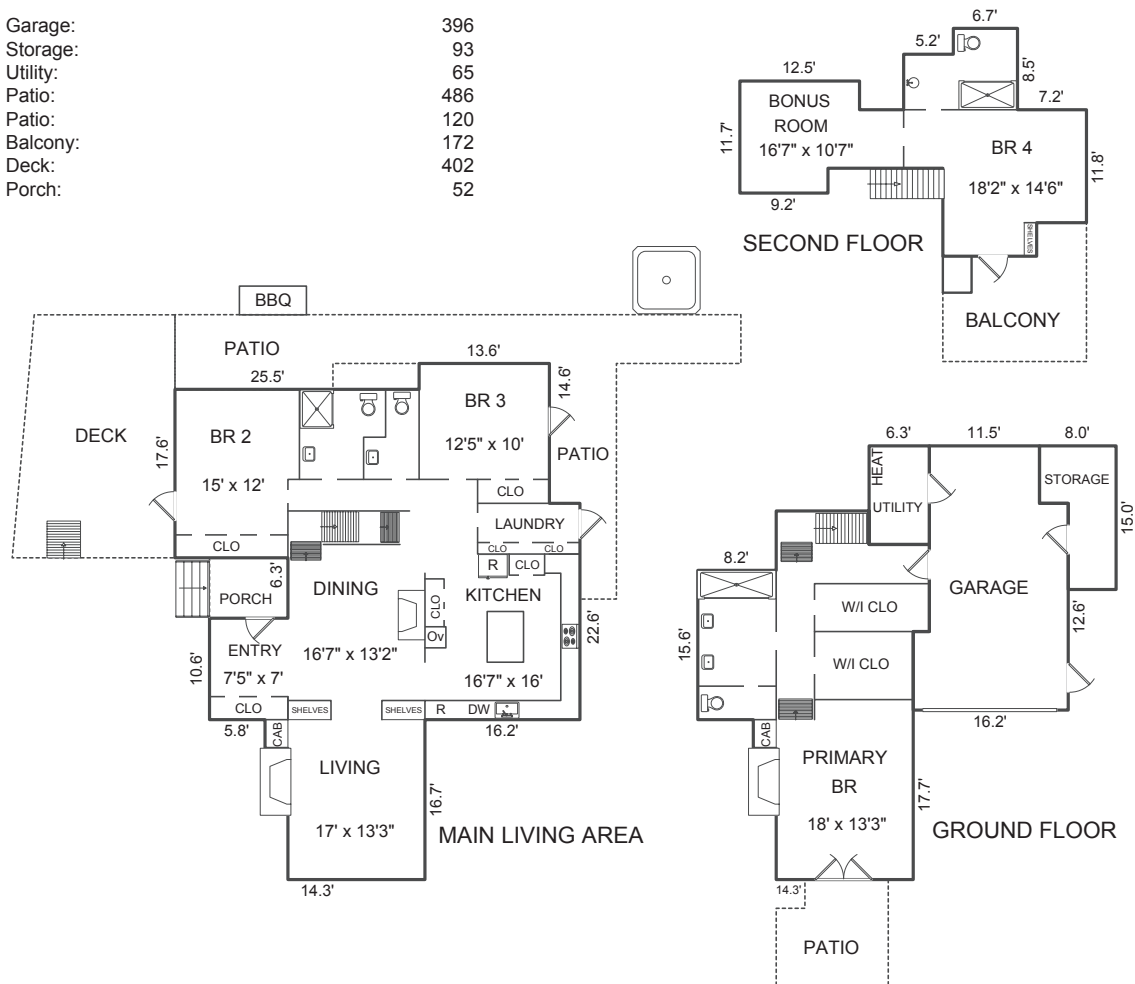 Garage: 396
Storage: 93
Utility: 65
Patio: 486
Patio: 120
Balcony: 172
Deck: 402
Porch: 52
6.7'
5.2'
8.5'
12.5'
7.2'
BONUS
ROOM
16'7" x 10'7"
11.7'
BR 4
18'2" x 14'6"
11.8'
9.2'
SHELVES
SECOND FLOOR
BALCONY
BBQ
PATIO
25.5'
13.6'
14.6'
DECK
17.6'
BR 2
15' x 12'
CLO
BR 3
12'5" x 10'
PATIO
CLO
LAUNDRY
CLO CLO
R CLO
6.3'
PORCH
DINING
16'7" x 13'2"
CLO
Ov
KITCHEN
16'7" x 16'
22.6'
10.6'
ENTRY
7'5" x 7'
CLO
SHELVES
SHELVES
R DW
5.8'
16.2'
CAB
LIVING
17' x 13'3"
16.7'
14.3'
MAIN LIVING AREA
6.3'
11.5'
8.0'
HEAT
UTILITY
STORAGE
15.0'
8.2'
15.6'
W/I CLO
W/I CLO
GARAGE
12.6'
16.2'
CAB
PRIMARY
BR
18' x 13'3"
17.7'
14.3'
GROUND FLOOR
PATIO